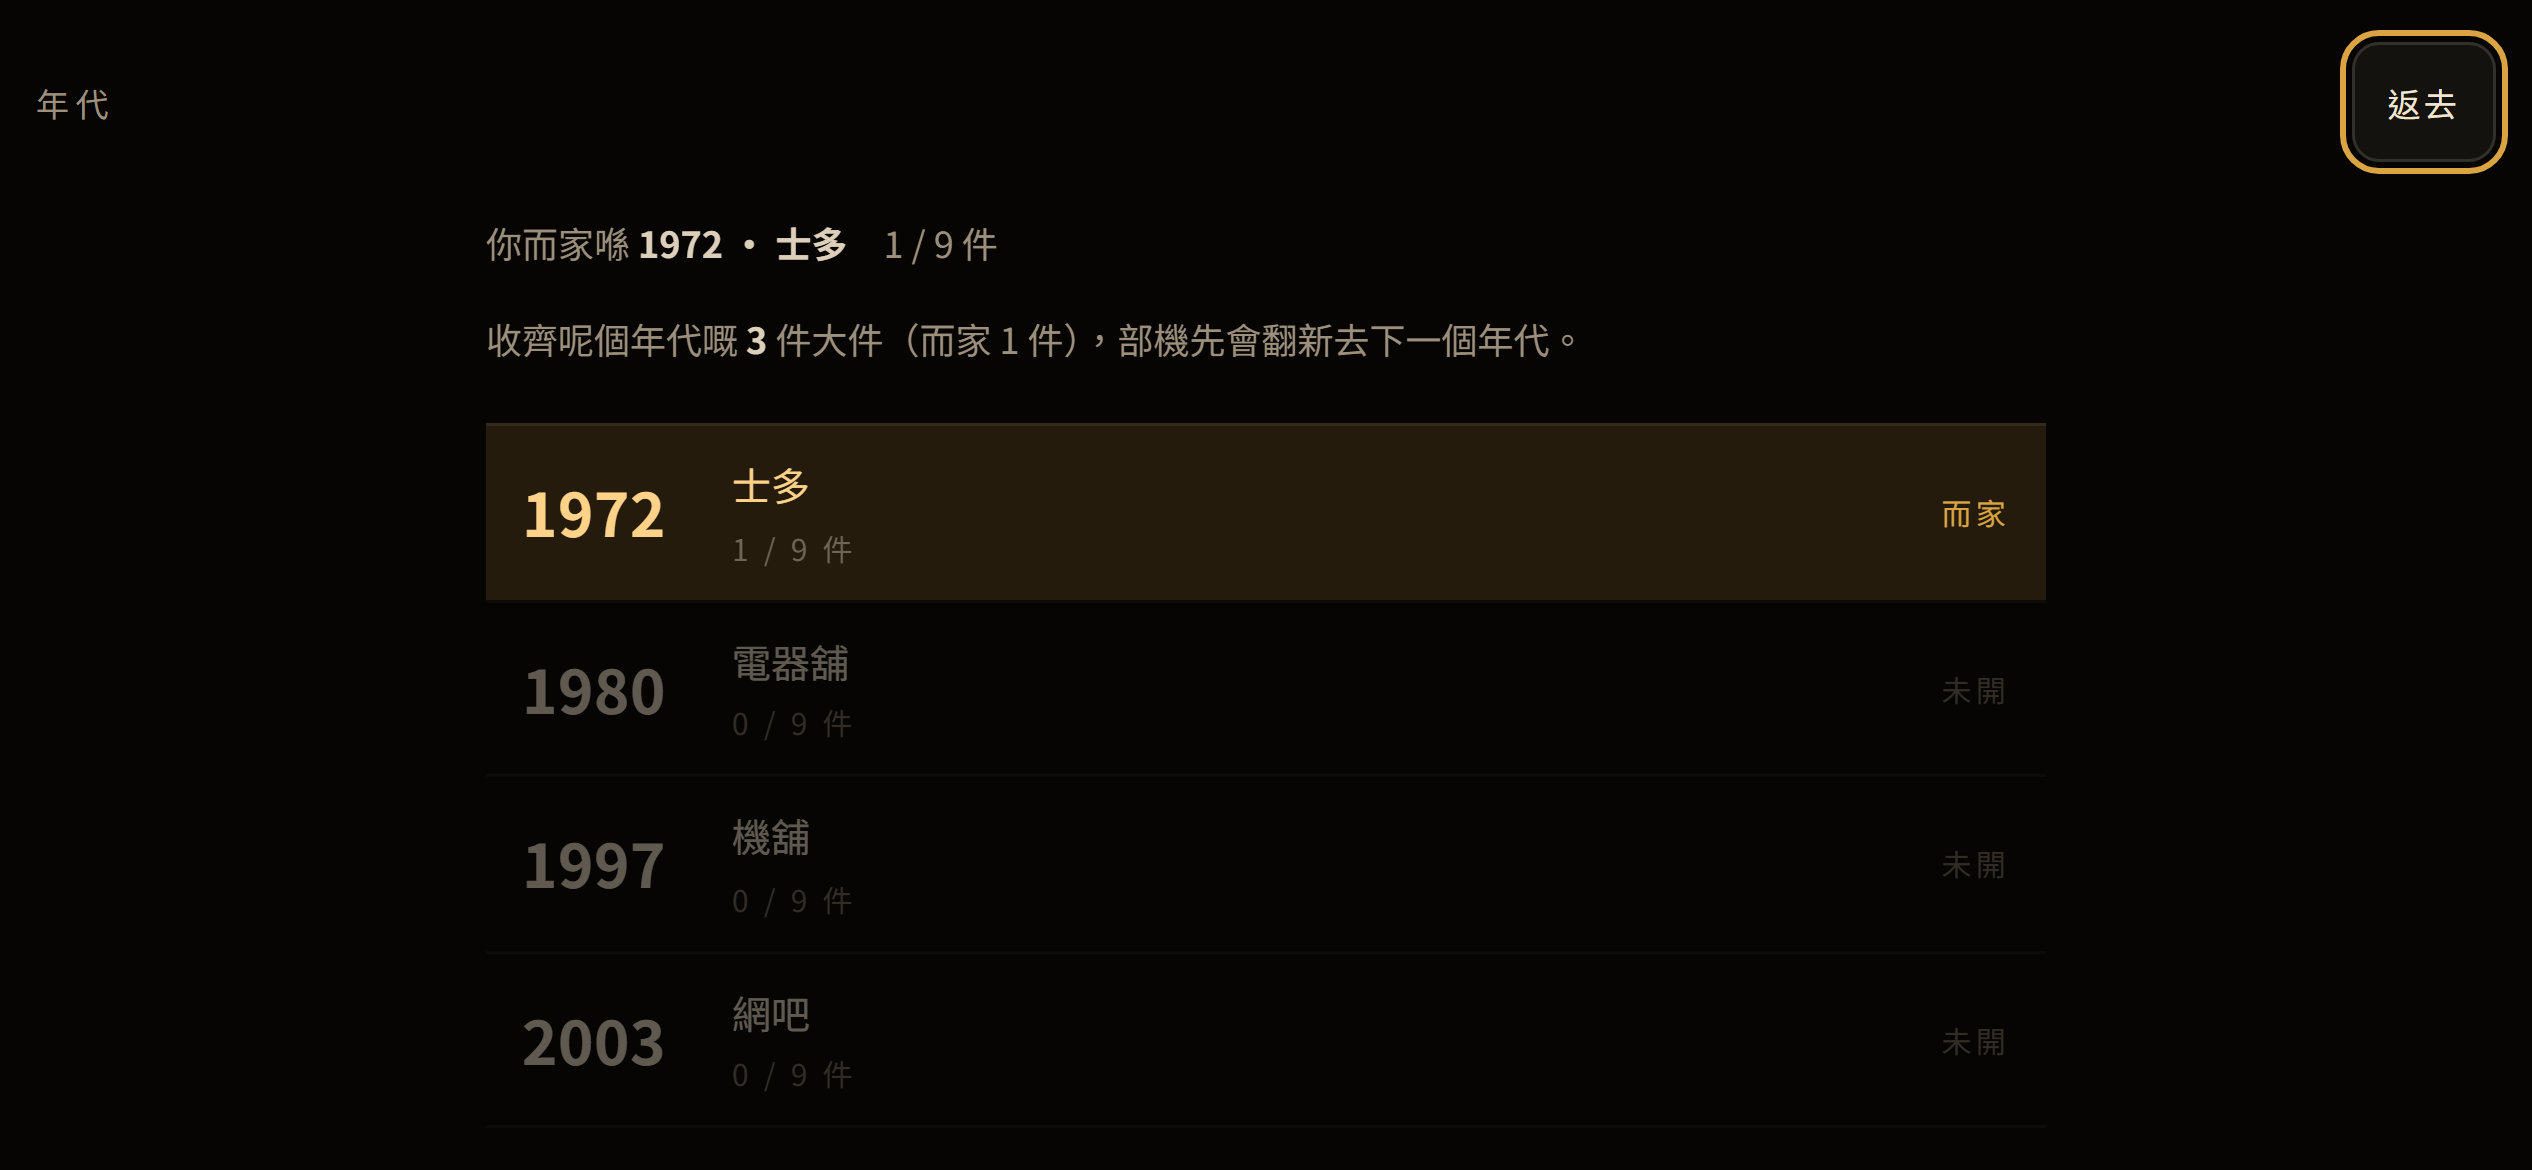 年代
返去
你而家喺 1972 · 士多 1 / 9 件
收齊呢個年代嘅 3 件大件（而家 1 件），部機先會翻新去下一個年代。
1972
士多
1 / 9 件
而家
1980
電器舖
0 / 9 件
未開
1997
機舖
0 / 9 件
未開
2003
網吧
0 / 9 件
未開